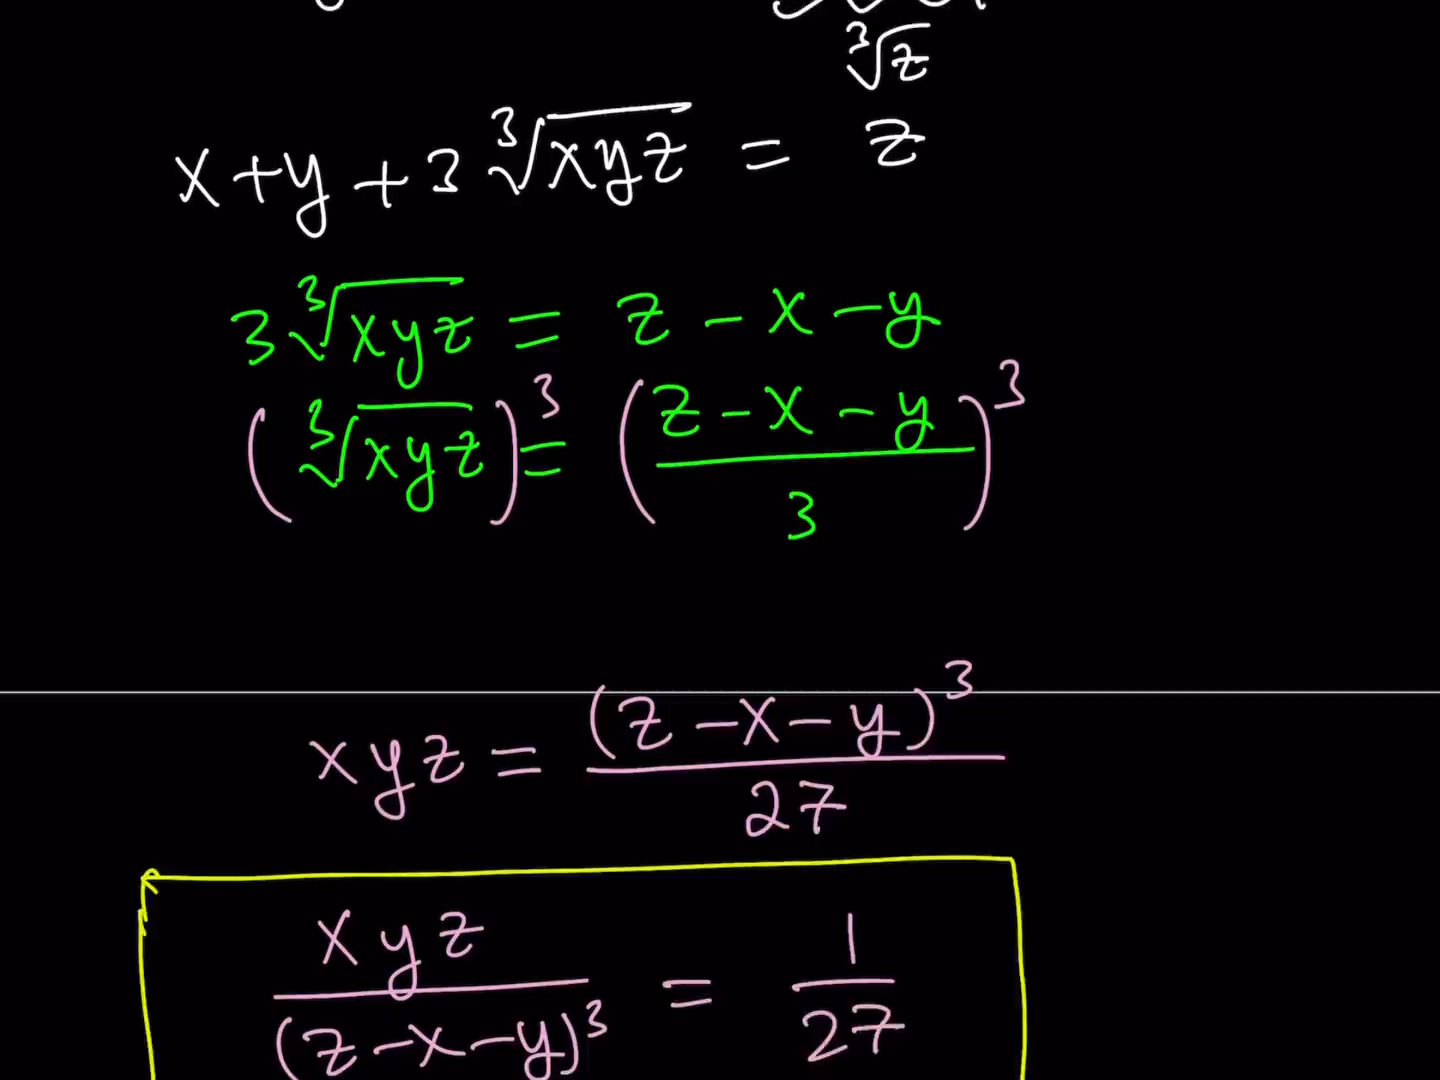 ∛z
x+y+3∛xyz = z
3∛xyz = z-x-y
(∛xyz)³ = ((z-x-y)/3)³
xyz = (z-x-y)³/27
xyz/(z-x-y)³ = 1/27